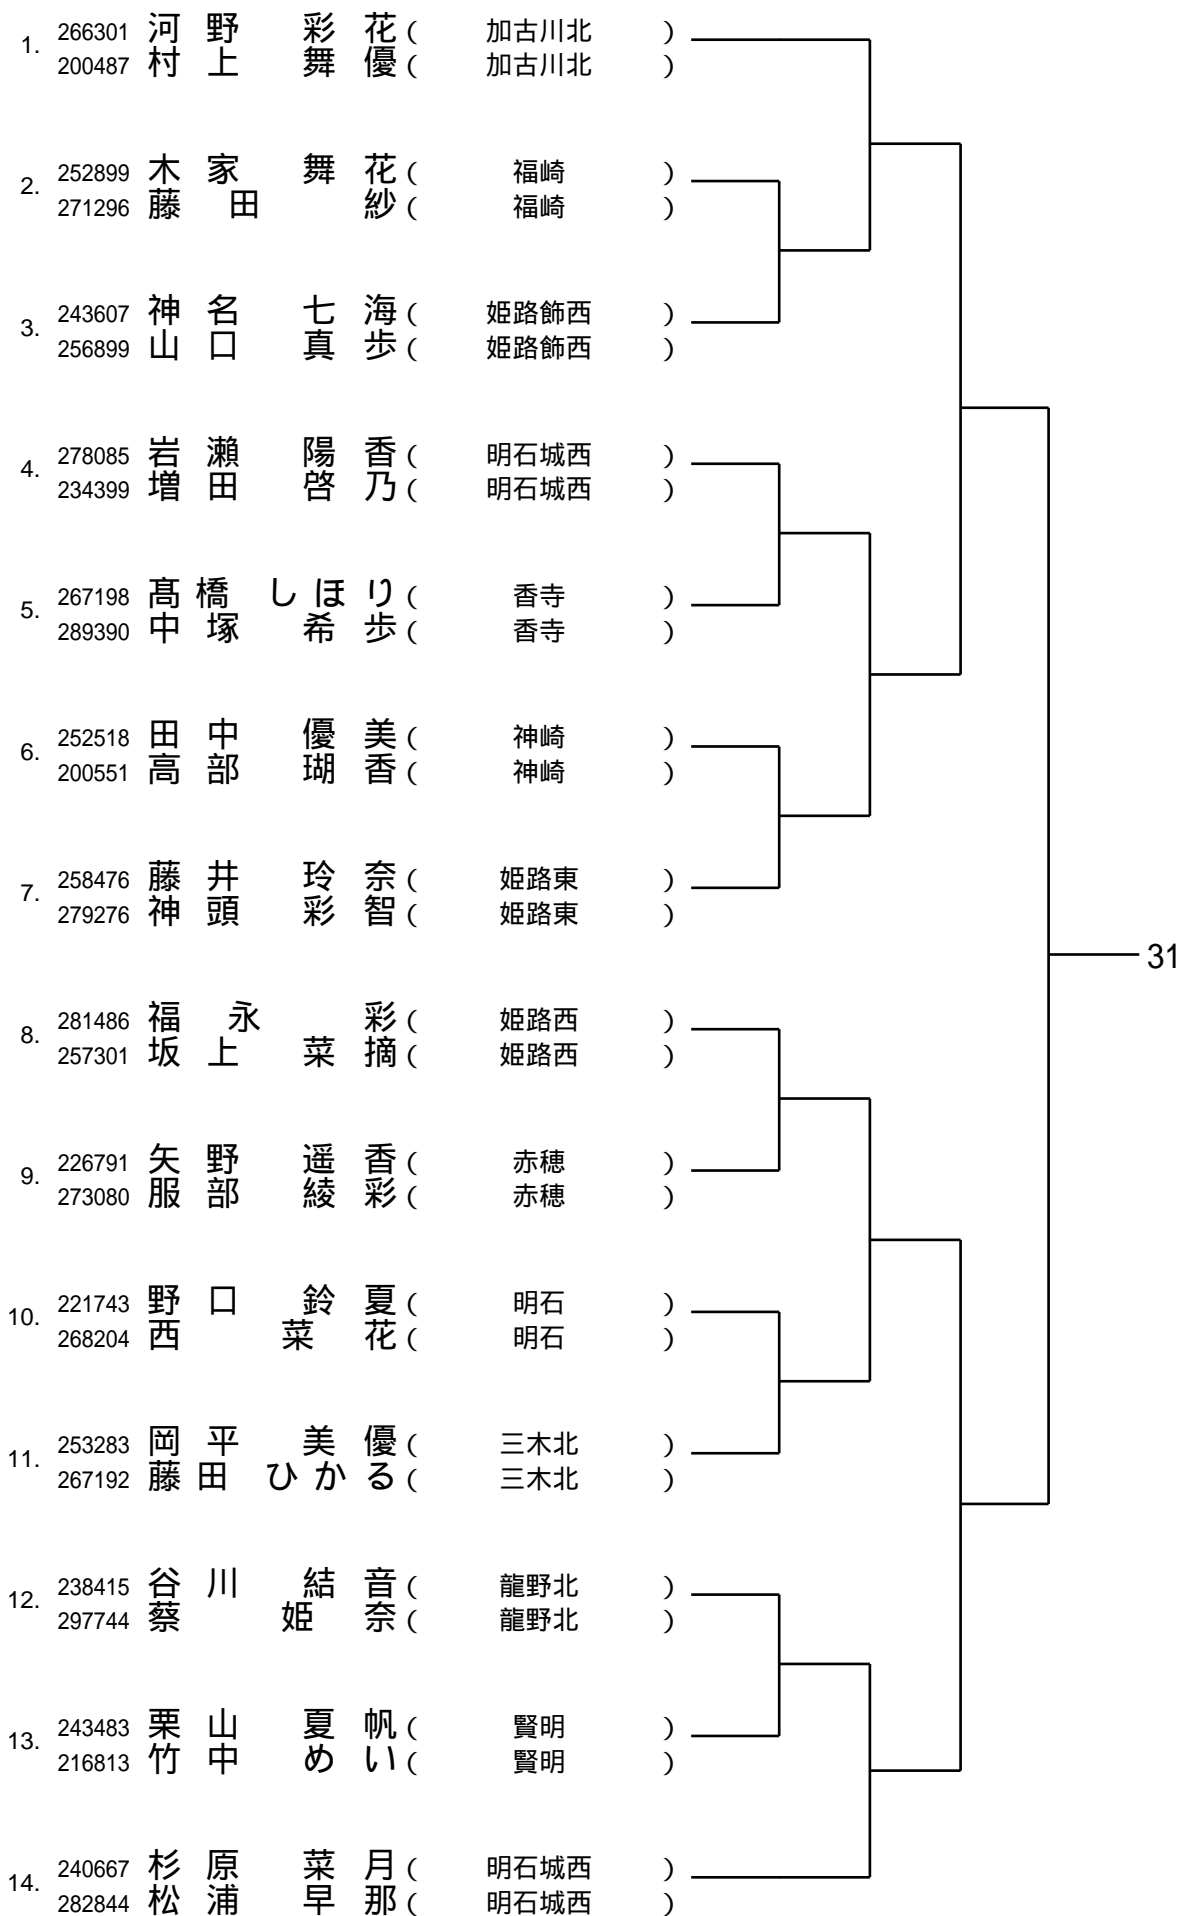 1. 266301 河野 彩花 ( 加古川北 )
200487 村上 舞優 ( 加古川北 )
2. 252899 木家 舞花 ( 福崎 )
271296 藤田 紗 ( 福崎 )
3. 243607 神名 七海 ( 姫路飾西 )
256899 山口 真歩 ( 姫路飾西 )
4. 278085 岩瀬 陽香 ( 明石城西 )
234399 増田 啓乃 ( 明石城西 )
5. 267198 髙橋 しほり ( 香寺 )
289390 中塚 希歩 ( 香寺 )
6. 252518 田中 優美 ( 神崎 )
200551 高部 瑚香 ( 神崎 )
7. 258476 藤井 玲奈 ( 姫路東 )
279276 神頭 彩智 ( 姫路東 )
31
8. 281486 福永 彩 ( 姫路西 )
257301 坂上 菜摘 ( 姫路西 )
9. 226791 矢野 遥香 ( 赤穂 )
273080 服部 綾彩 ( 赤穂 )
10. 221743 野口 鈴夏 ( 明石 )
268204 西 菜花 ( 明石 )
11. 253283 岡平 美優 ( 三木北 )
267192 藤田 ひかる ( 三木北 )
12. 238415 谷川 結音 ( 龍野北 )
297744 蔡 姫奈 ( 龍野北 )
13. 243483 栗山 夏帆 ( 賢明 )
216813 竹中 めい ( 賢明 )
14. 240667 杉原 菜月 ( 明石城西 )
282844 松浦 早那 ( 明石城西 )